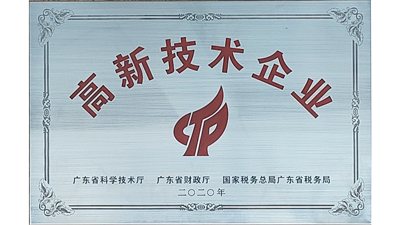 高新技术企业
广东省科学技术厅 广东省财政厅 国家税务总局广东省税务局
二〇二〇年